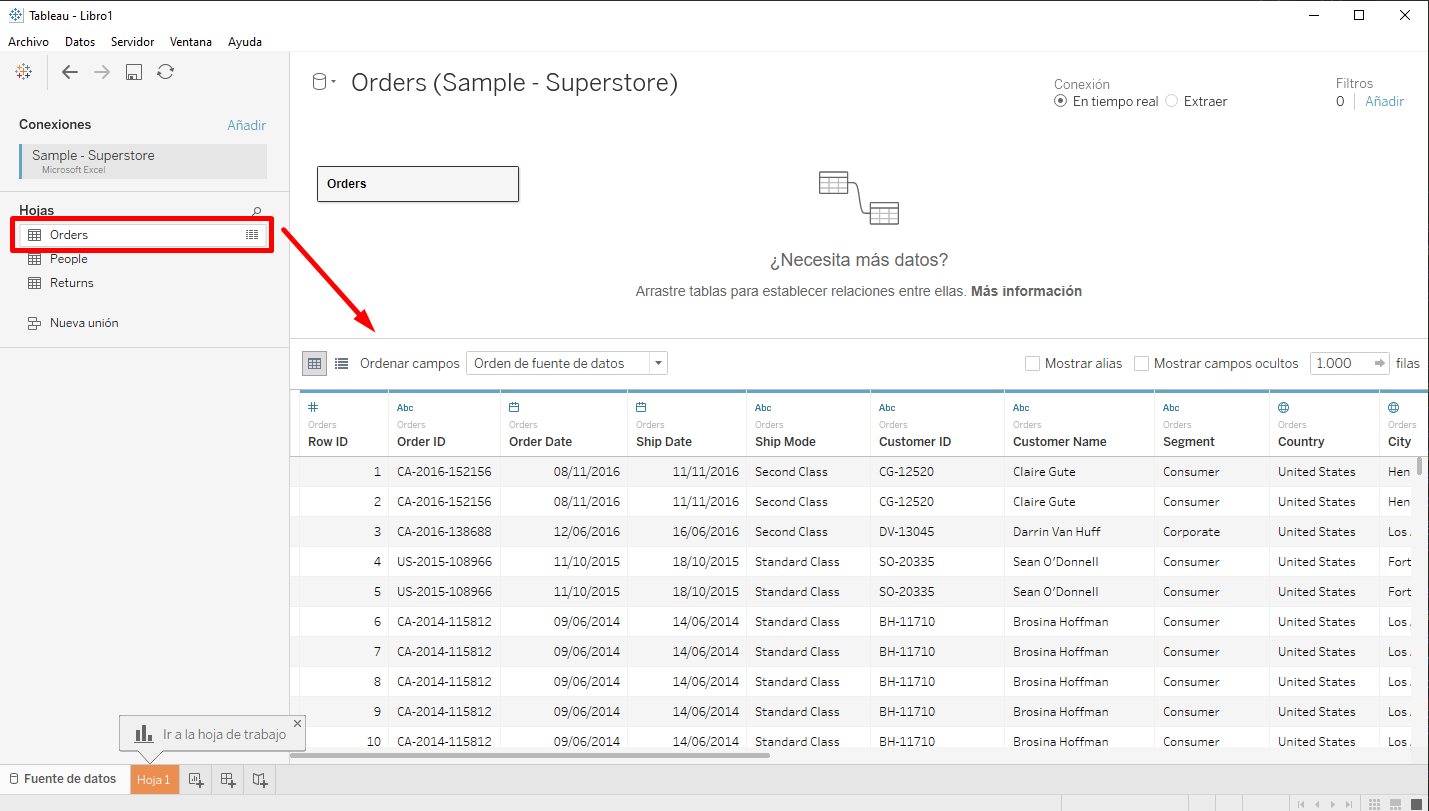 Tableau - Libro1
Archivo Datos Servidor Ventana Ayuda
Conexiones Añadir
Sample - Superstore
Microsoft Excel
Hojas
Orders
People
Returns
Nueva unión
Orders (Sample - Superstore)
Conexión
En tiempo real Extraer
Filtros
0 Añadir
Orders
¿Necesita más datos?
Arrastre tablas para establecer relaciones entre ellas. Más información
Ordenar campos Orden de fuente de datos Mostrar alias Mostrar campos ocultos 1.000 filas
# Abc Abc Abc Abc Abc
Orders Orders Orders Orders Orders Orders Orders Orders Orders Orders
Row ID Order ID Order Date Ship Date Ship Mode Customer ID Customer Name Segment Country City
1 CA-2016-152156 08/11/2016 11/11/2016 Second Class CG-12520 Claire Gute Consumer United States Hen
2 CA-2016-152156 08/11/2016 11/11/2016 Second Class CG-12520 Claire Gute Consumer United States Hen
3 CA-2016-138688 12/06/2016 16/06/2016 Second Class DV-13045 Darrin Van Huff Corporate United States Los
4 US-2015-108966 11/10/2015 18/10/2015 Standard Class SO-20335 Sean O'Donnell Consumer United States Fort
5 US-2015-108966 11/10/2015 18/10/2015 Standard Class SO-20335 Sean O'Donnell Consumer United States Fort
6 CA-2014-115812 09/06/2014 14/06/2014 Standard Class BH-11710 Brosina Hoffman Consumer United States Los
7 CA-2014-115812 09/06/2014 14/06/2014 Standard Class BH-11710 Brosina Hoffman Consumer United States Los
8 CA-2014-115812 09/06/2014 14/06/2014 Standard Class BH-11710 Brosina Hoffman Consumer United States Los
9 CA-2014-115812 09/06/2014 14/06/2014 Standard Class BH-11710 Brosina Hoffman Consumer United States Los
10 CA-2014-115812 09/06/2014 14/06/2014 Standard Class BH-11710 Brosina Hoffman Consumer United States Los
Ir a la hoja de trabajo
Fuente de datos Hoja 1